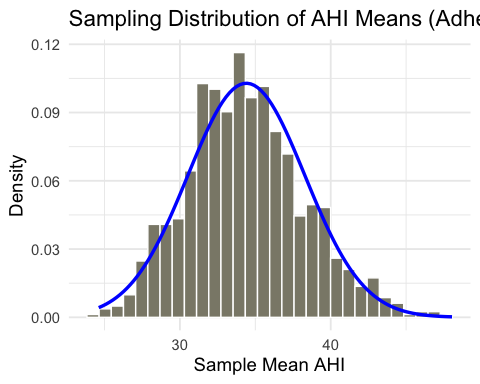 Sampling Distribution of AHI Means (Adhe
0.12
0.09
0.06
0.03
0.00
Density
30 40
Sample Mean AHI